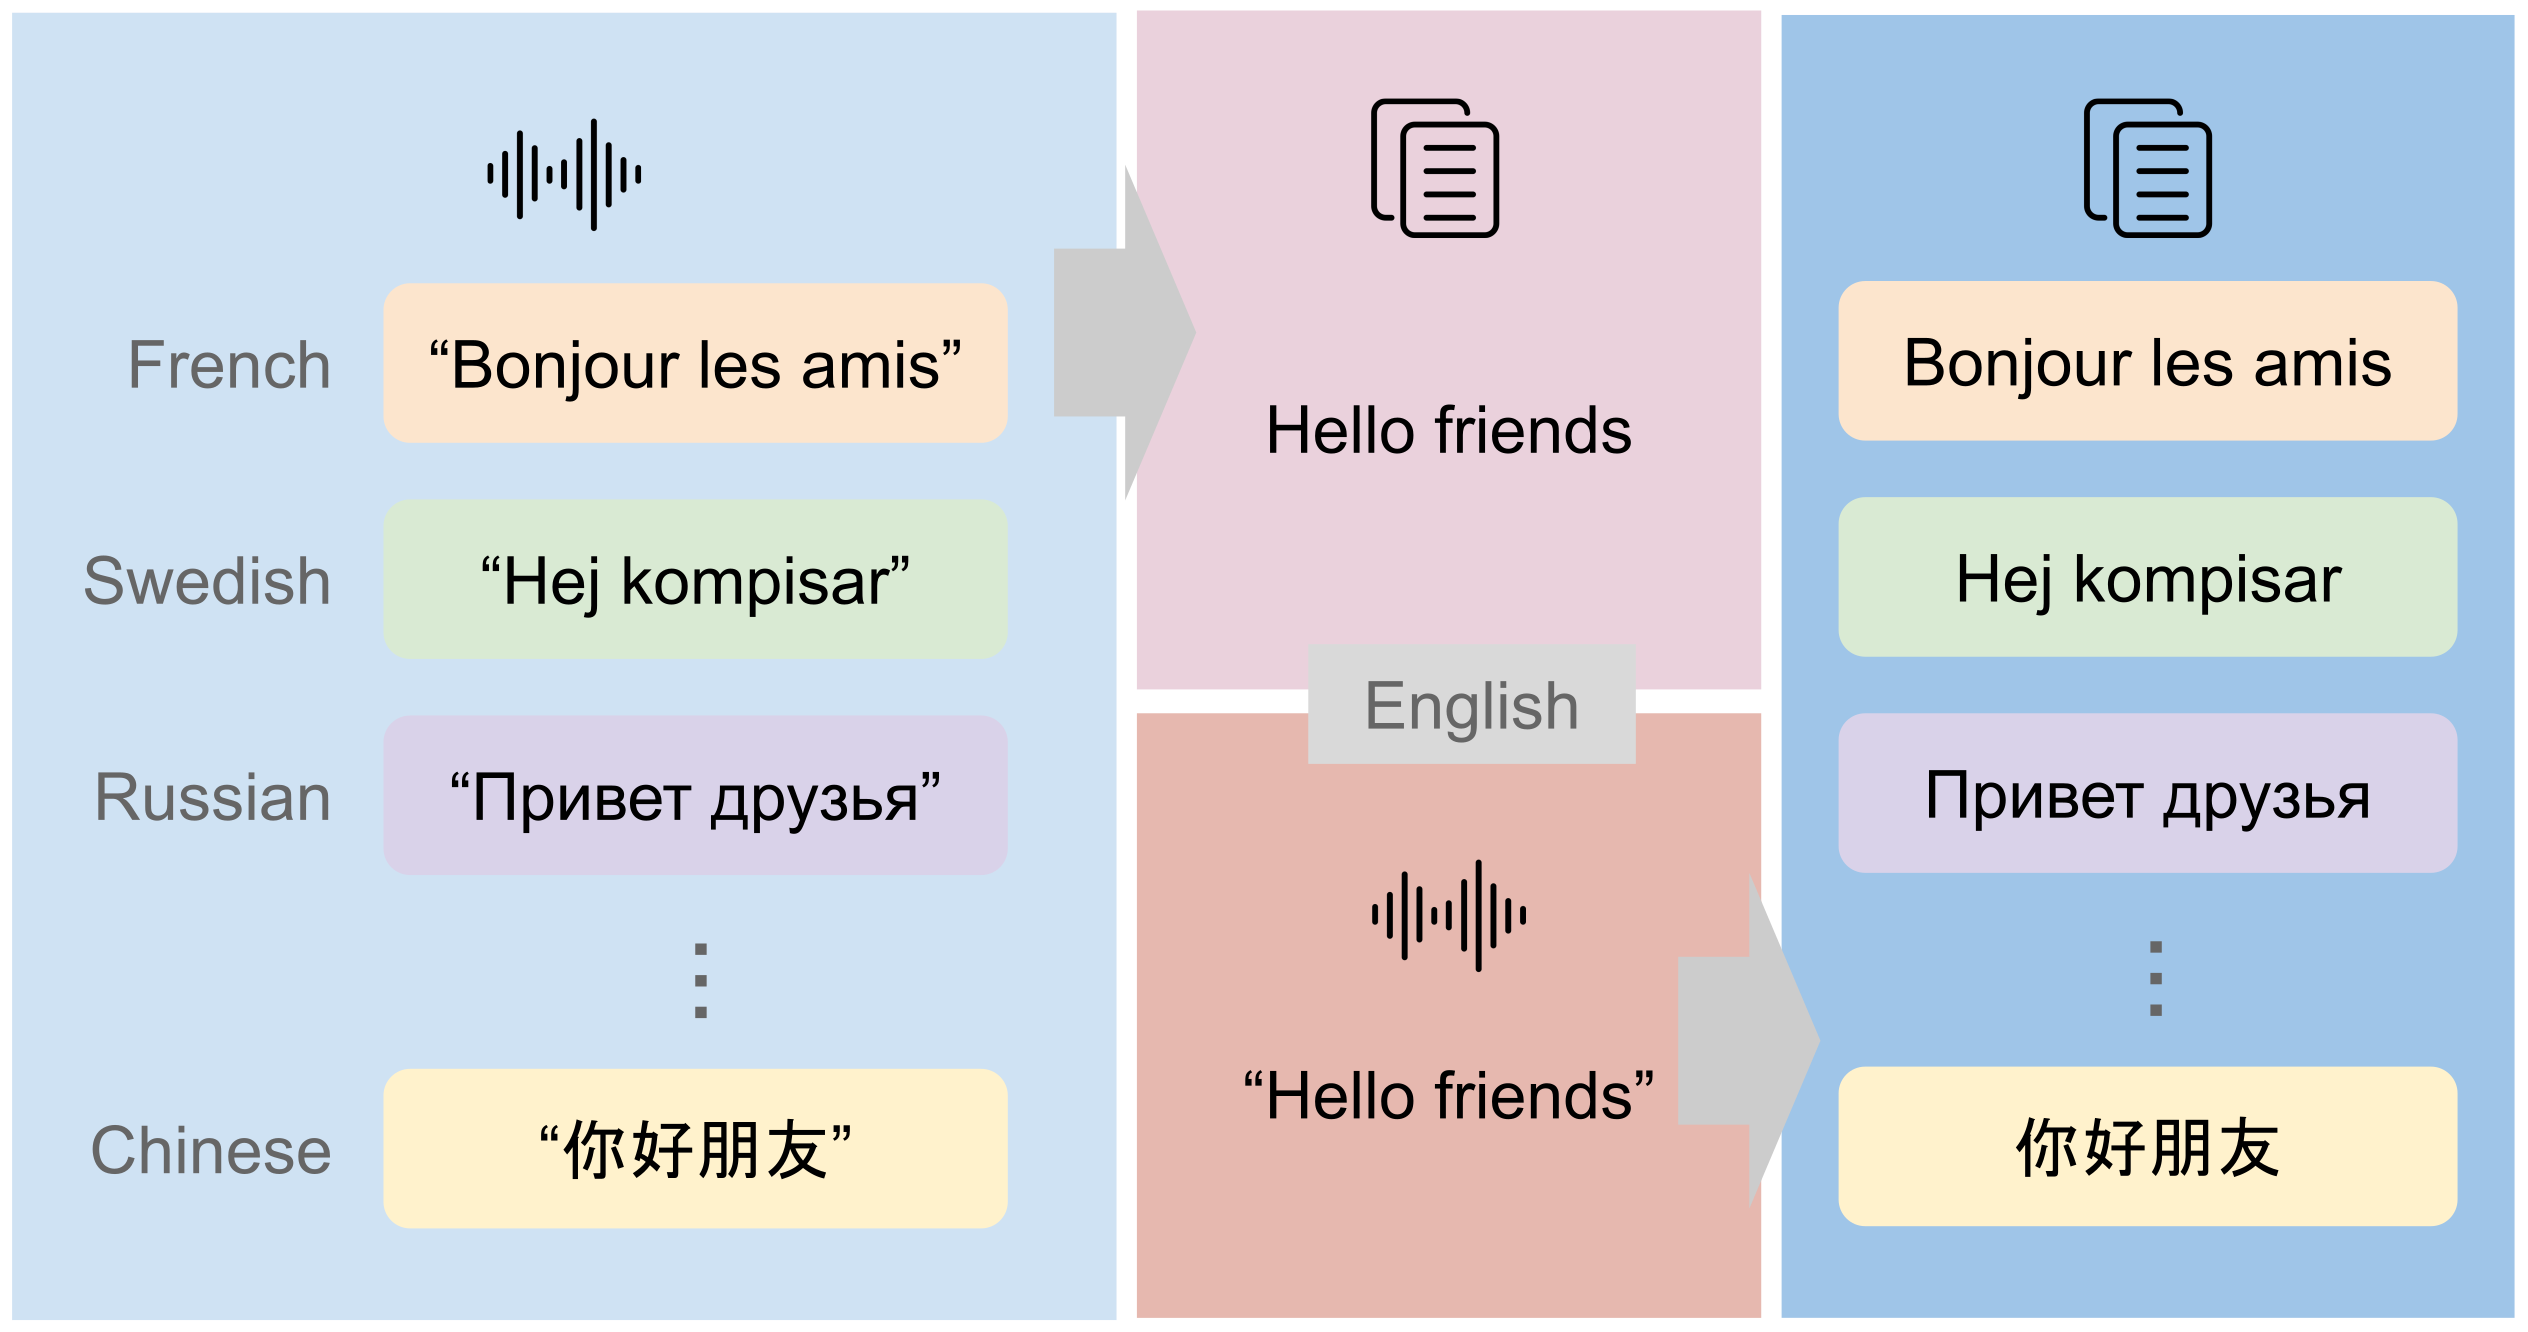 French
“Bonjour les amis”
Swedish
“Hej kompisar”
Russian
“Привет друзья”
Chinese
“你好朋友”
Hello friends
English
“Hello friends”
Bonjour les amis
Hej kompisar
Привет друзья
你好朋友